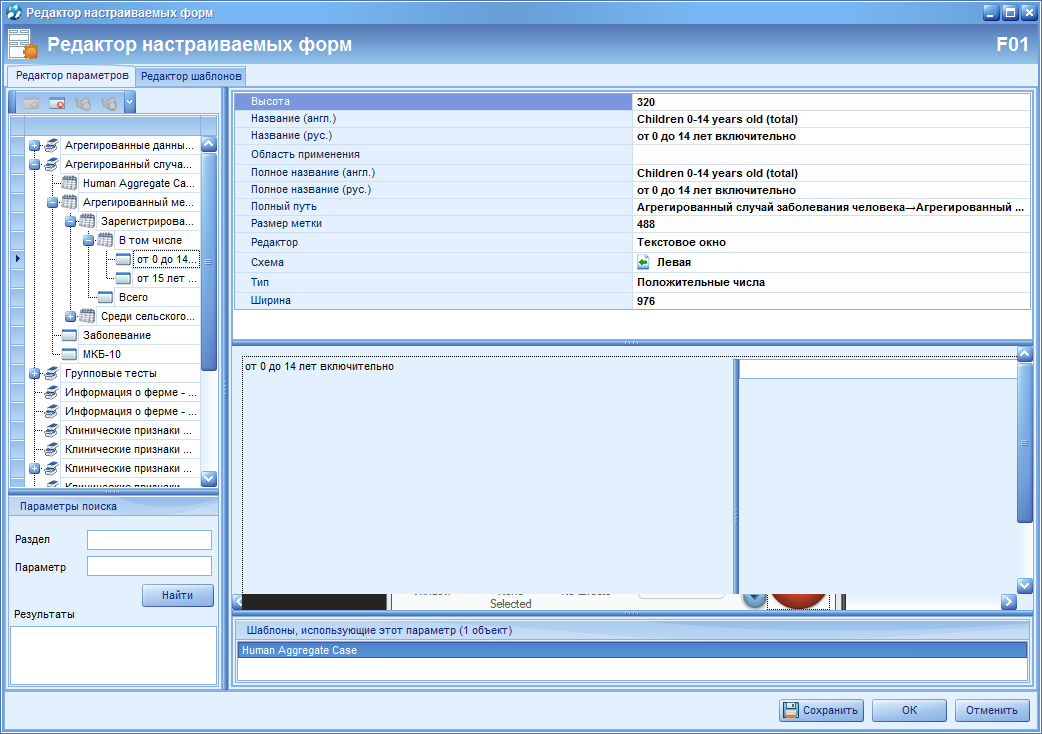 Редактор настраиваемых форм
Редактор настраиваемых форм
F01
Редактор параметров
Редактор шаблонов
Агрегированные данны...
Агрегированный случа...
Human Aggregate Ca...
Агрегированный ме...
Зарегистрирова...
В том числе
от 0 до 14...
от 15 лет ...
Всего
Среди сельского...
Заболевание
МКБ-10
Групповые тесты
Информация о ферме - ...
Информация о ферме - ...
Клинические признаки ...
Клинические признаки ...
Клинические признаки ...
Клинические признаки
Параметры поиска
Раздел
Параметр
Найти
Результаты
Высота 320
Название (англ.) Children 0-14 years old (total)
Название (рус.) от 0 до 14 лет включительно
Область применения
Полное название (англ.) Children 0-14 years old (total)
Полное название (рус.) от 0 до 14 лет включительно
Полный путь Агрегированный случай заболевания человека→Агрегированный ...
Размер метки 488
Редактор Текстовое окно
Схема Левая
Тип Положительные числа
Ширина 976
от 0 до 14 лет включительно
Selected
Шаблоны, использующие этот параметр (1 объект)
Human Aggregate Case
Сохранить
ОК
Отменить